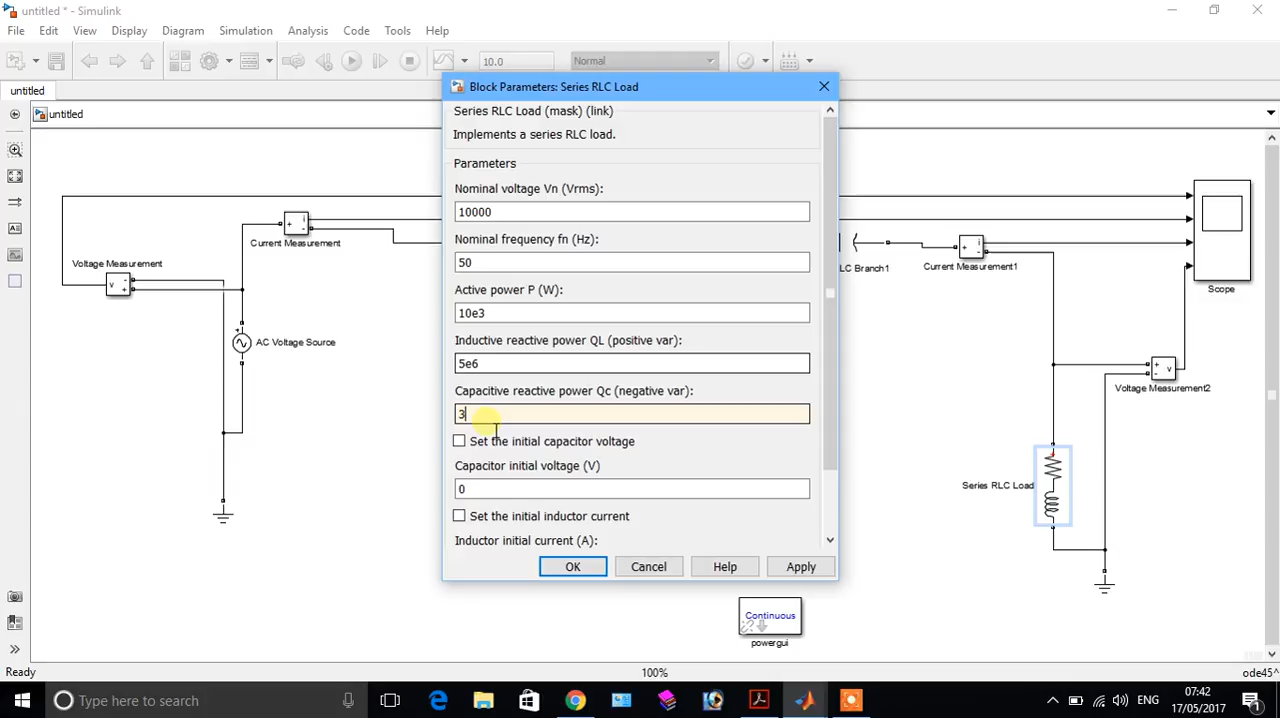 untitled * - Simulink
File Edit View Display Diagram Simulation Analysis Code Tools Help
10.0 Normal
untitled
untitled
Block Parameters: Series RLC Load
Series RLC Load (mask) (link)
Implements a series RLC load.
Parameters
Nominal voltage Vn (Vrms):
10000
Nominal frequency fn (Hz):
50
Active power P (W):
10e3
Inductive reactive power QL (positive var):
5e6
Capacitive reactive power Qc (negative var):
3
Set the initial capacitor voltage
Capacitor initial voltage (V)
0
Set the initial inductor current
Inductor initial current (A):
OK Cancel Help Apply
i
+
-
Current Measurement
Voltage Measurement
v
-
+
AC Voltage Source
LC Branch1
i
+
-
Current Measurement1
Scope
+
-
v
Voltage Measurement2
Series RLC Load
Continuous
powergui
Ready 100% ode45
Type here to search
ENG
07:42
17/05/2017
1